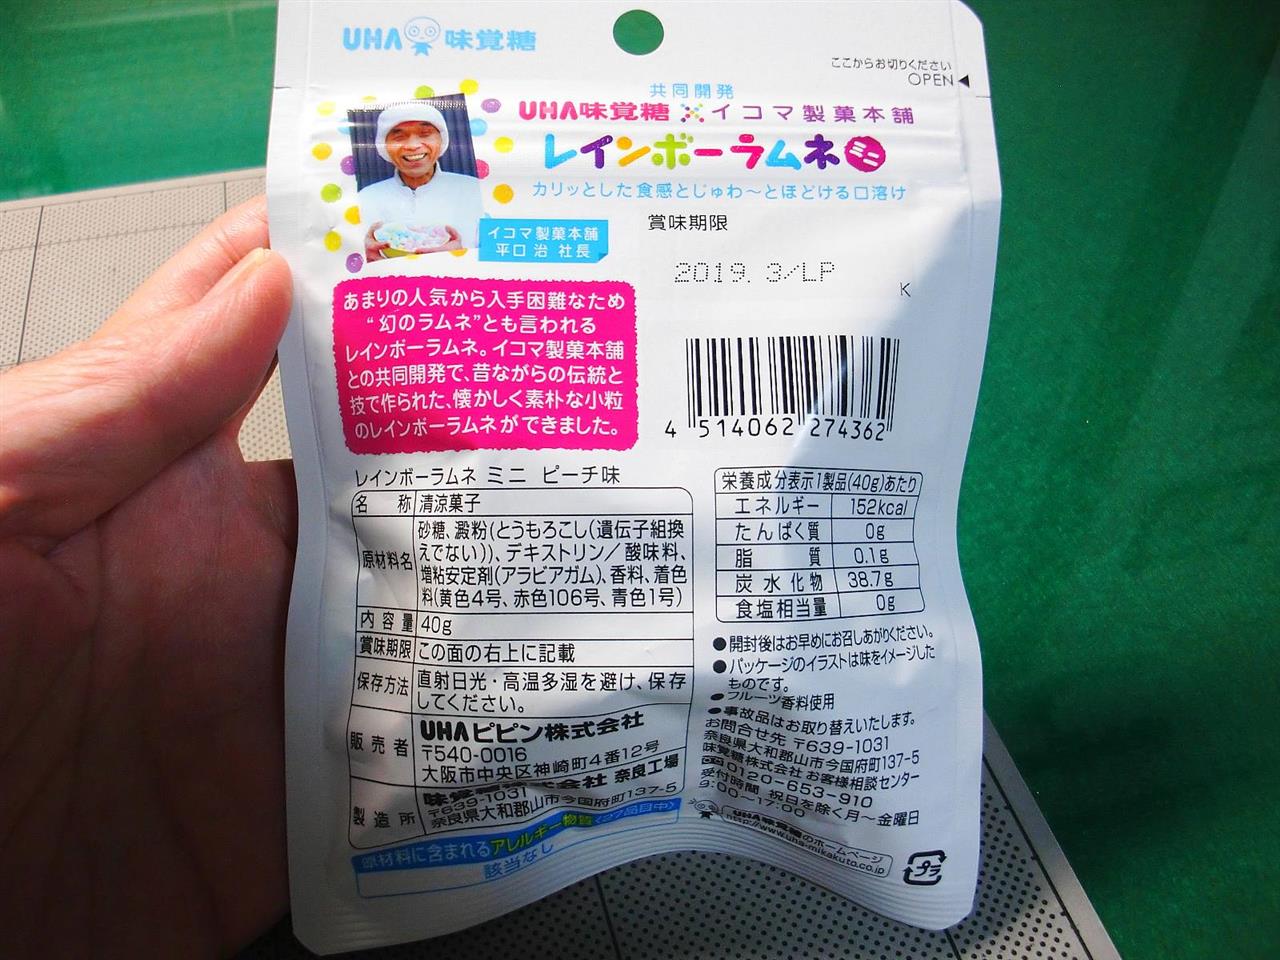 UHA 味覚糖
ここからお切りください
OPEN◀
共同開発
UHA味覚糖×イコマ製菓本舗
レインボーラムネミニ
カリッとした食感とじゅわ〜とほどける口溶け
イコマ製菓本舗
平口 治 社長
賞味期限
2019. 3/LP
K
あまりの人気から入手困難なため
“幻のラムネ”とも言われる
レインボーラムネ。イコマ製菓本舗
との共同開発で、昔ながらの伝統と
技で作られた、懐かしく素朴な小粒
のレインボーラムネができました。
4 514062 274362
レインボーラムネ ミニ ピーチ味
名称 清涼菓子
原材料名 砂糖、澱粉(とうもろこし(遺伝子組換
えでない))、デキストリン/酸味料、
増粘安定剤(アラビアガム)、香料、着色
料(黄色4号、赤色106号、青色1号)
内容量 40g
賞味期限 この面の右上に記載
保存方法 直射日光・高温多湿を避け、保存
してください。
販売者 UHAピピン株式会社
〒540-0016
大阪市中央区神崎町4番12号
製造所 味覚糖株式会社 奈良工場
〒639-1031
奈良県大和郡山市今国府町137-5
原材料に含まれるアレルギー物質(27品目中)
該当なし
栄養成分表示1製品(40g)あたり
エネルギー 152kcal
たんぱく質 0g
脂質 0.1g
炭水化物 38.7g
食塩相当量 0g
●開封後はお早めにお召しあがりください。
●パッケージのイラストは味をイメージした
ものです。
●フルーツ香料使用
●事故品はお取り替えいたします。
お問合せ先 〒639-1031
奈良県大和郡山市今国府町137-5
味覚糖株式会社 お客様相談センター
0120-653-910
受付時間 祝日を除く月〜金曜日
9:00〜17:00
UHA味覚糖のホームページ
http://www.uha-mikakuto.co.jp
プラ